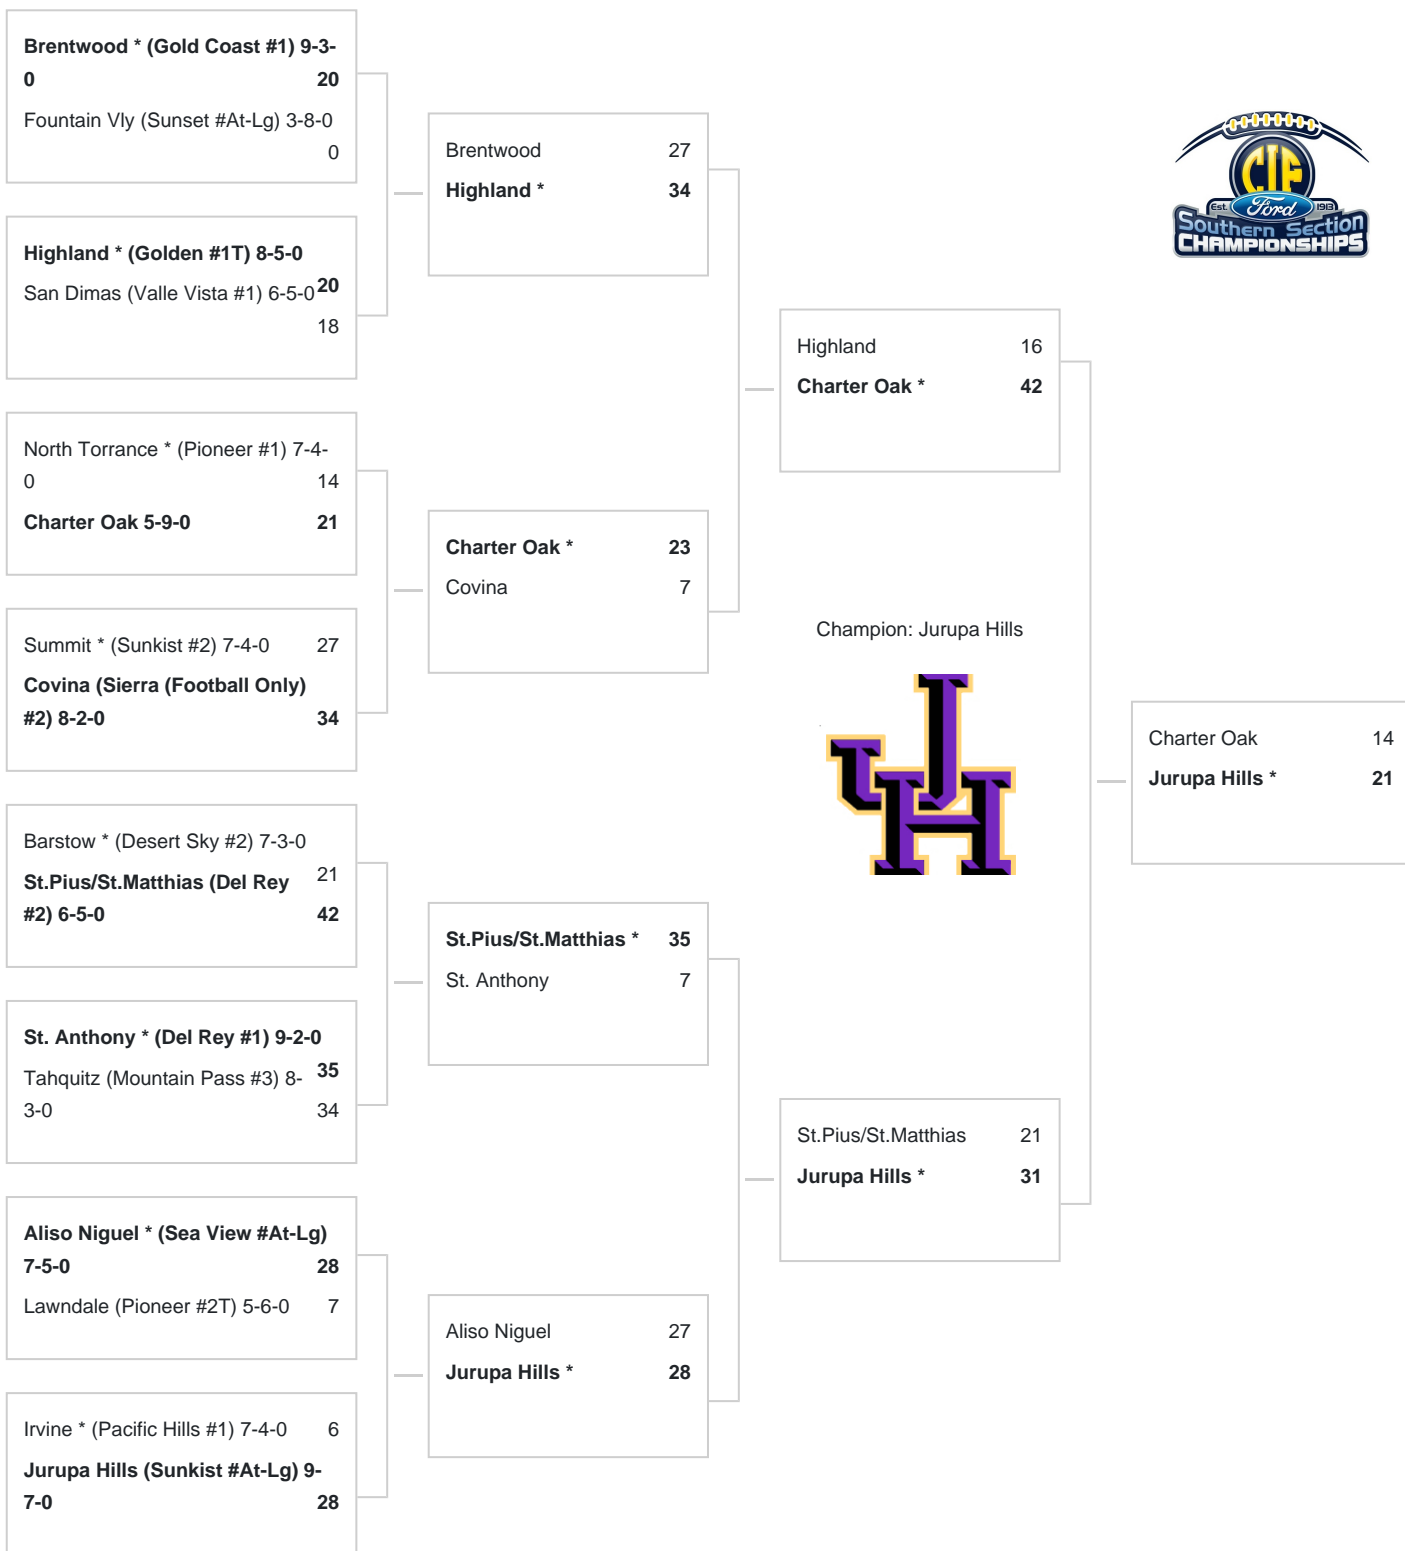 Brentwood * (Gold Coast #1) 9-3-
0 20
Fountain Vly (Sunset #At-Lg) 3-8-0
0
Highland * (Golden #1T) 8-5-0
20
San Dimas (Valle Vista #1) 6-5-0
18
North Torrance * (Pioneer #1) 7-4-
0 14
Charter Oak 5-9-0 21
Summit * (Sunkist #2) 7-4-0 27
Covina (Sierra (Football Only)
#2) 8-2-0 34
Barstow * (Desert Sky #2) 7-3-0
21
St.Pius/St.Matthias (Del Rey
#2) 6-5-0 42
St. Anthony * (Del Rey #1) 9-2-0
35
Tahquitz (Mountain Pass #3) 8-
3-0 34
Aliso Niguel * (Sea View #At-Lg)
7-5-0 28
Lawndale (Pioneer #2T) 5-6-0 7
Irvine * (Pacific Hills #1) 7-4-0 6
Jurupa Hills (Sunkist #At-Lg) 9-
7-0 28
Brentwood 27
Highland * 34
Charter Oak * 23
Covina 7
St.Pius/St.Matthias * 35
St. Anthony 7
Aliso Niguel 27
Jurupa Hills * 28
Highland 16
Charter Oak * 42
St.Pius/St.Matthias 21
Jurupa Hills * 31
CIF
Est. Ford 1913
Southern Section
CHAMPIONSHIPS
Champion: Jurupa Hills
JH
Charter Oak 14
Jurupa Hills * 21